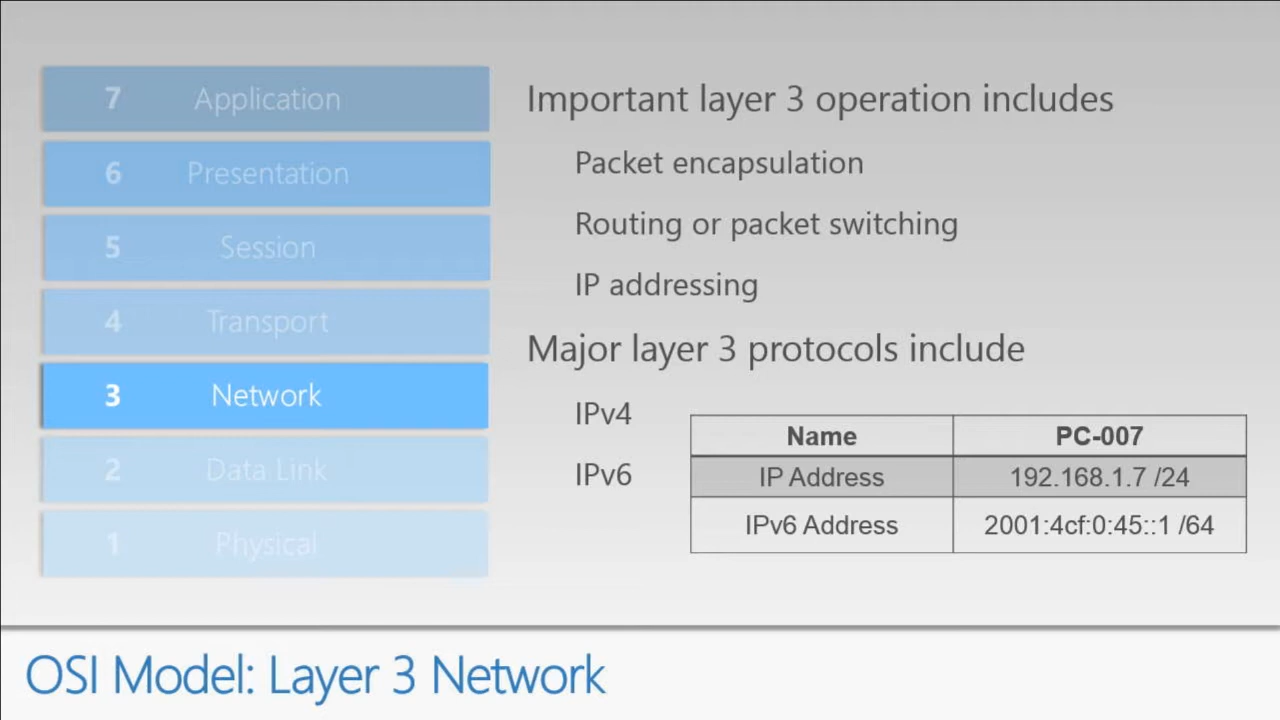 7 Application
6 Presentation
5 Session
4 Transport
3 Network
2 Data Link
1 Physical
Important layer 3 operation includes
Packet encapsulation
Routing or packet switching
IP addressing
Major layer 3 protocols include
IPv4
IPv6
Name PC-007
IP Address 192.168.1.7 /24
IPv6 Address 2001:4cf:0:45::1 /64
OSI Model: Layer 3 Network